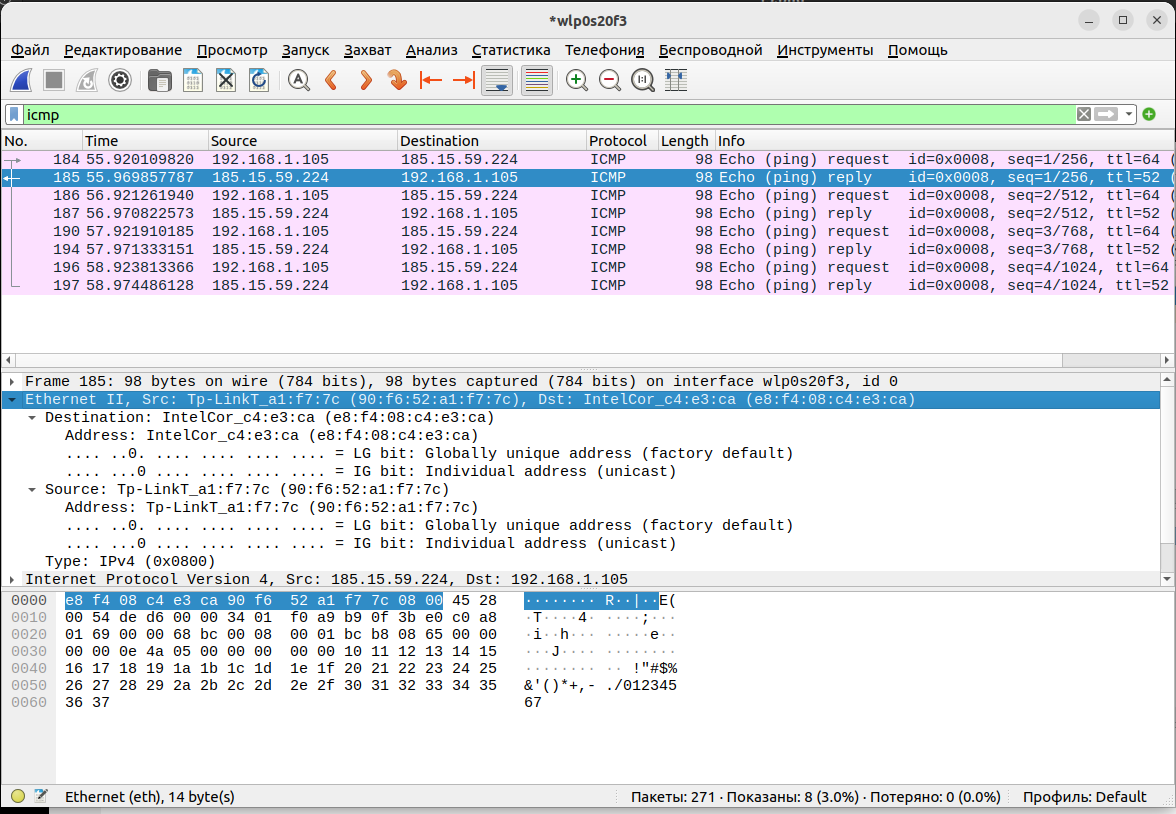 *wlp0s20f3
Файл Редактирование Просмотр Запуск Захват Анализ Статистика Телефония Беспроводной Инструменты Помощь
icmp
No. Time Source Destination Protocol Length Info
184 55.920109820 192.168.1.105 185.15.59.224 ICMP 98 Echo (ping) request id=0x0008, seq=1/256, ttl=64 (
185 55.969857787 185.15.59.224 192.168.1.105 ICMP 98 Echo (ping) reply id=0x0008, seq=1/256, ttl=52 (
186 56.921261940 192.168.1.105 185.15.59.224 ICMP 98 Echo (ping) request id=0x0008, seq=2/512, ttl=64 (
187 56.970822573 185.15.59.224 192.168.1.105 ICMP 98 Echo (ping) reply id=0x0008, seq=2/512, ttl=52 (
190 57.921910185 192.168.1.105 185.15.59.224 ICMP 98 Echo (ping) request id=0x0008, seq=3/768, ttl=64 (
194 57.971333151 185.15.59.224 192.168.1.105 ICMP 98 Echo (ping) reply id=0x0008, seq=3/768, ttl=52 (
196 58.923813366 192.168.1.105 185.15.59.224 ICMP 98 Echo (ping) request id=0x0008, seq=4/1024, ttl=64
197 58.974486128 185.15.59.224 192.168.1.105 ICMP 98 Echo (ping) reply id=0x0008, seq=4/1024, ttl=52
Frame 185: 98 bytes on wire (784 bits), 98 bytes captured (784 bits) on interface wlp0s20f3, id 0
Ethernet II, Src: Tp-LinkT_a1:f7:7c (90:f6:52:a1:f7:7c), Dst: IntelCor_c4:e3:ca (e8:f4:08:c4:e3:ca)
Destination: IntelCor_c4:e3:ca (e8:f4:08:c4:e3:ca)
Address: IntelCor_c4:e3:ca (e8:f4:08:c4:e3:ca)
.... ..0. .... .... .... .... = LG bit: Globally unique address (factory default)
.... ...0 .... .... .... .... = IG bit: Individual address (unicast)
Source: Tp-LinkT_a1:f7:7c (90:f6:52:a1:f7:7c)
Address: Tp-LinkT_a1:f7:7c (90:f6:52:a1:f7:7c)
.... ..0. .... .... .... .... = LG bit: Globally unique address (factory default)
.... ...0 .... .... .... .... = IG bit: Individual address (unicast)
Type: IPv4 (0x0800)
Internet Protocol Version 4, Src: 185.15.59.224, Dst: 192.168.1.105
0000 e8 f4 08 c4 e3 ca 90 f6 52 a1 f7 7c 08 00 45 28 ········ R··|··E(
0010 00 54 de d6 00 00 34 01 f0 a9 b9 0f 3b e0 c0 a8 ·T····4· ····;···
0020 01 69 00 00 68 bc 00 08 00 01 bc b8 08 65 00 00 ·i··h··· ·····e··
0030 00 00 0e 4a 05 00 00 00 00 00 10 11 12 13 14 15 ···J···· ········
0040 16 17 18 19 1a 1b 1c 1d 1e 1f 20 21 22 23 24 25 ········ ·· !"#$%
0050 26 27 28 29 2a 2b 2c 2d 2e 2f 30 31 32 33 34 35 &'()*+,- ./012345
0060 36 37 67
Ethernet (eth), 14 byte(s) Пакеты: 271 · Показаны: 8 (3.0%) · Потеряно: 0 (0.0%) Профиль: Default